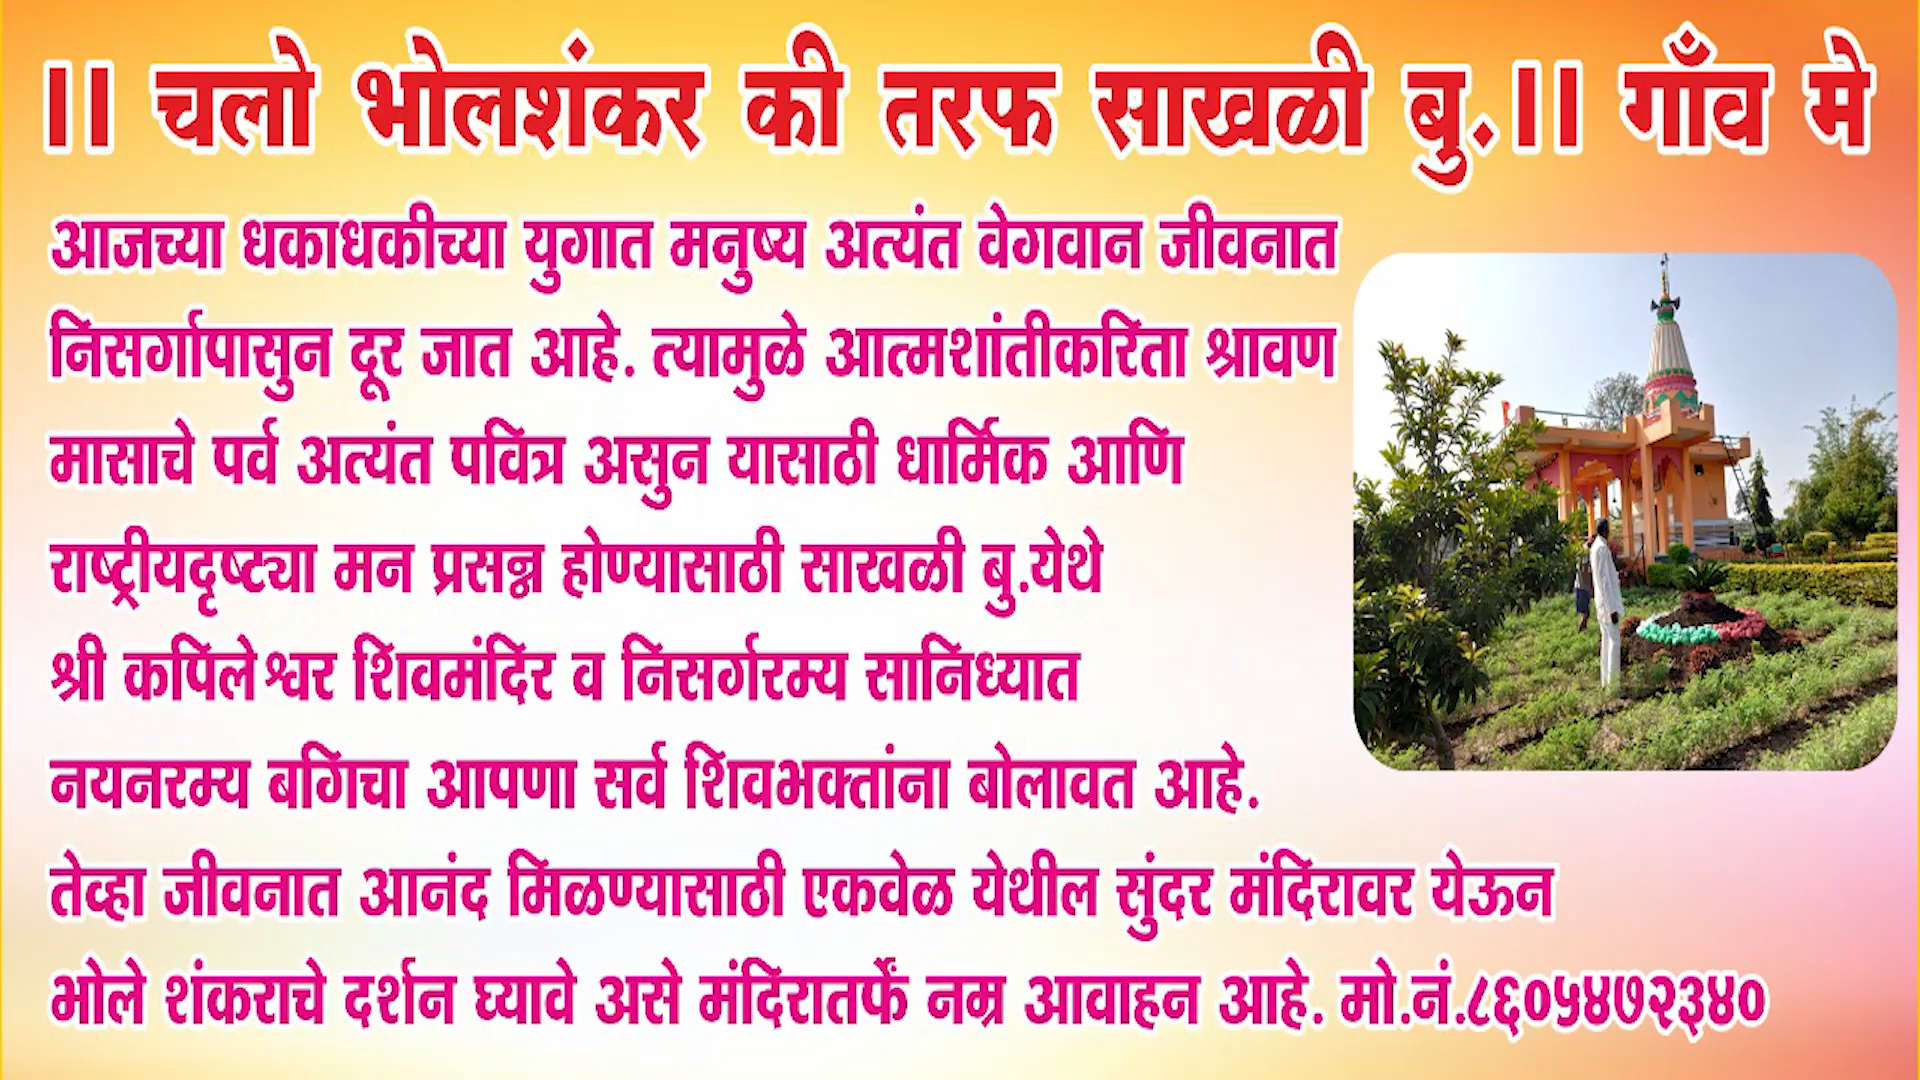 ।। चलो भोलशंकर की तरफ साखळी बु.।। गाँव मे
आजच्या धकाधकीच्या युगात मनुष्य अत्यंत वेगवान जीवनात
निसर्गापासुन दूर जात आहे. त्यामुळे आत्मशांतीकरिता श्रावण
मासाचे पर्व अत्यंत पवित्र असुन यासाठी धार्मिक आणि
राष्ट्रीयदृष्ट्या मन प्रसन्न होण्यासाठी साखळी बु.येथे
श्री कपिलेश्वर शिवमंदिर व निसर्गरम्य सानिध्यात
नयनरम्य बगिचा आपणा सर्व शिवभक्तांना बोलावत आहे.
तेव्हा जीवनात आनंद मिळण्यासाठी एकवेळ येथील सुंदर मंदिरावर येऊन
भोले शंकराचे दर्शन घ्यावे असे मंदिरातर्फे नम्र आवाहन आहे. मो.नं.८६०५४७२३४०